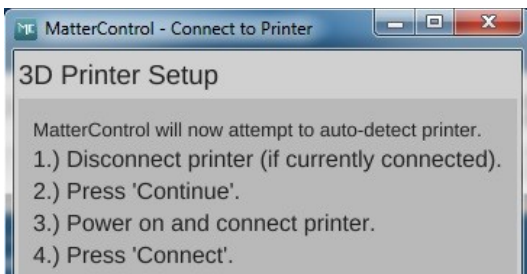 MC MatterControl - Connect to Printer
3D Printer Setup
MatterControl will now attempt to auto-detect printer.
1.) Disconnect printer (if currently connected).
2.) Press 'Continue'.
3.) Power on and connect printer.
4.) Press 'Connect'.